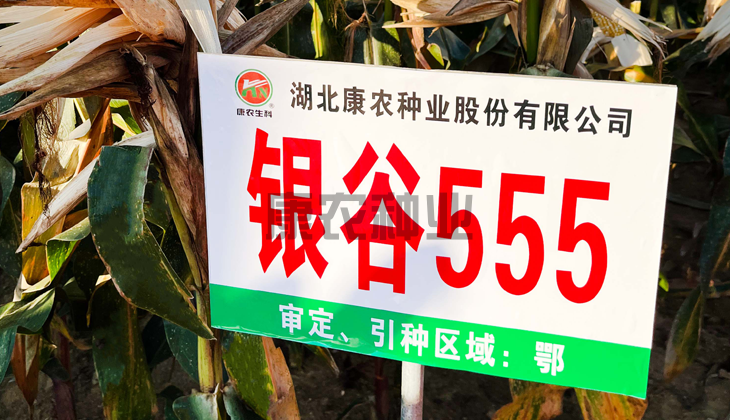 康农生科
湖北康农种业股份有限公司
银谷555
康农种业
审定、引种区域：鄂